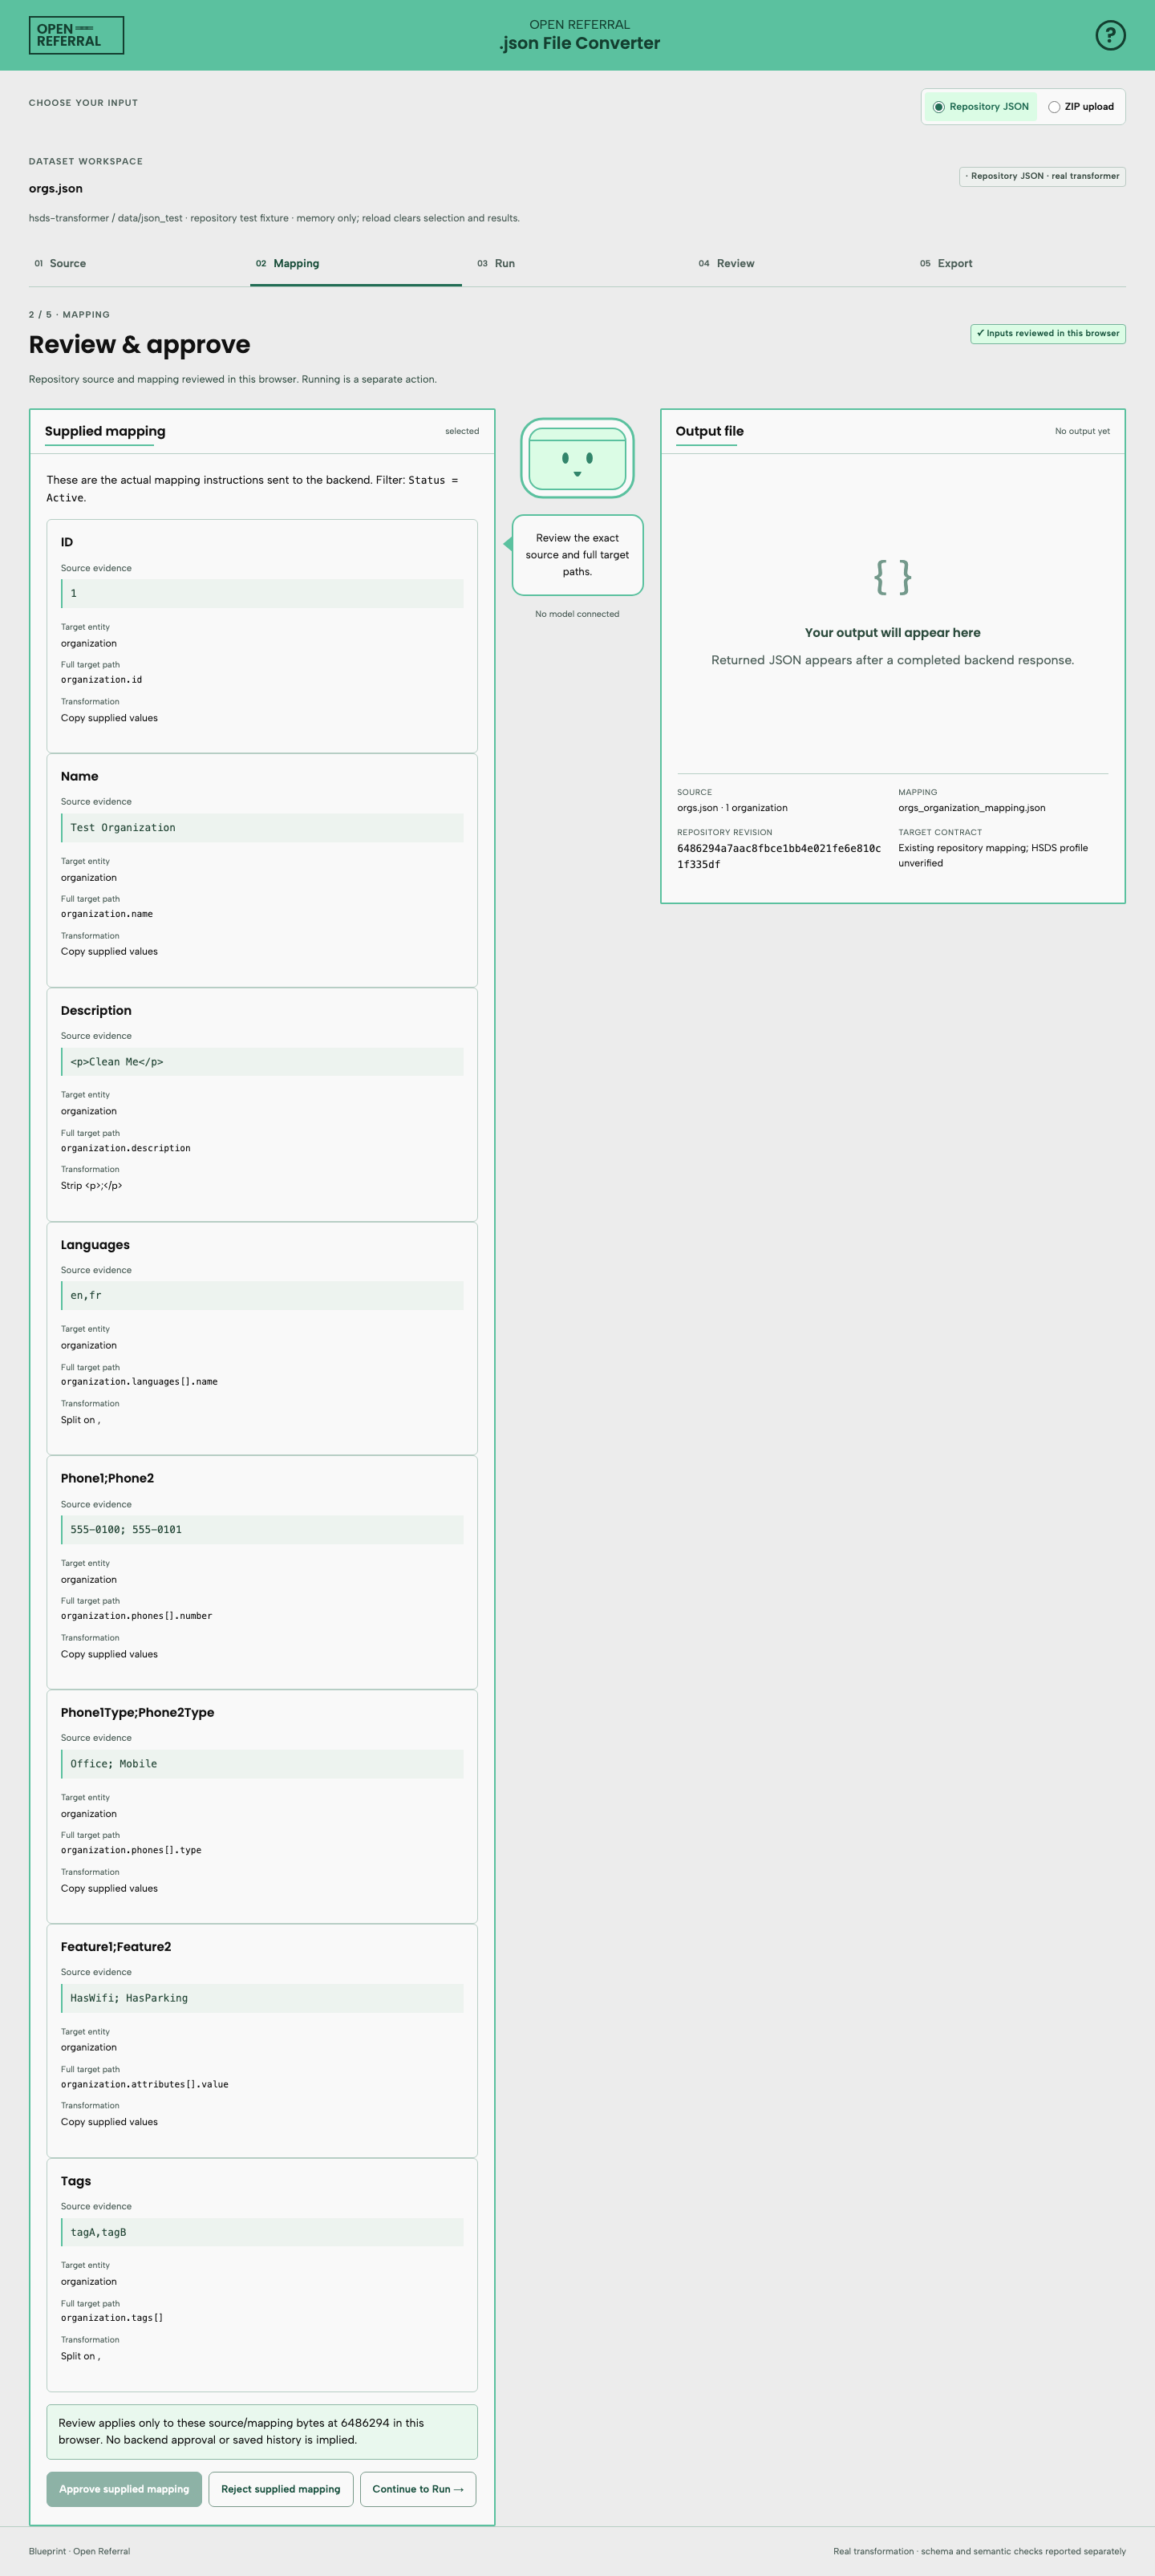 OPEN
REFERRAL
OPEN REFERRAL
.json File Converter
?
CHOOSE YOUR INPUT
Repository JSON
ZIP upload
DATASET WORKSPACE
orgs.json
· Repository JSON · real transformer
hsds-transformer / data/json_test · repository test fixture · memory only; reload clears selection and results.
01 Source
02 Mapping
03 Run
04 Review
05 Export
2 / 5 · MAPPING
Review & approve
✓ Inputs reviewed in this browser
Repository source and mapping reviewed in this browser. Running is a separate action.
Supplied mapping
selected
These are the actual mapping instructions sent to the backend. Filter: Status =
Active.
ID
Source evidence
1
Target entity
organization
Full target path
organization.id
Transformation
Copy supplied values
Name
Source evidence
Test Organization
Target entity
organization
Full target path
organization.name
Transformation
Copy supplied values
Description
Source evidence
<p>Clean Me</p>
Target entity
organization
Full target path
organization.description
Transformation
Strip <p>;</p>
Languages
Source evidence
en,fr
Target entity
organization
Full target path
organization.languages[].name
Transformation
Split on ,
Phone1;Phone2
Source evidence
555-0100; 555-0101
Target entity
organization
Full target path
organization.phones[].number
Transformation
Copy supplied values
Phone1Type;Phone2Type
Source evidence
Office; Mobile
Target entity
organization
Full target path
organization.phones[].type
Transformation
Copy supplied values
Feature1;Feature2
Source evidence
HasWifi; HasParking
Target entity
organization
Full target path
organization.attributes[].value
Transformation
Copy supplied values
Tags
Source evidence
tagA,tagB
Target entity
organization
Full target path
organization.tags[]
Transformation
Split on ,
Review applies only to these source/mapping bytes at 6486294 in this
browser. No backend approval or saved history is implied.
Approve supplied mapping
Reject supplied mapping
Continue to Run →
Review the exact
source and full target
paths.
No model connected
Output file
No output yet
{ }
Your output will appear here
Returned JSON appears after a completed backend response.
SOURCE
orgs.json · 1 organization
MAPPING
orgs_organization_mapping.json
REPOSITORY REVISION
6486294a7aac8fbce1bb4e021fe6e810c
1f335df
TARGET CONTRACT
Existing repository mapping; HSDS profile
unverified
Blueprint · Open Referral
Real transformation · schema and semantic checks reported separately